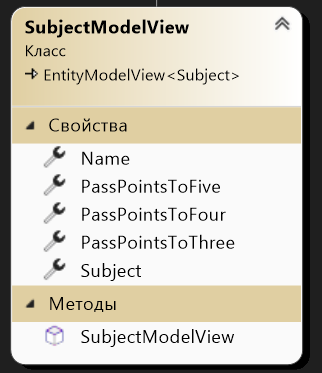 SubjectModelView
Класс
EntityModelView<Subject>
Свойства
Name
PassPointsToFive
PassPointsToFour
PassPointsToThree
Subject
Методы
SubjectModelView